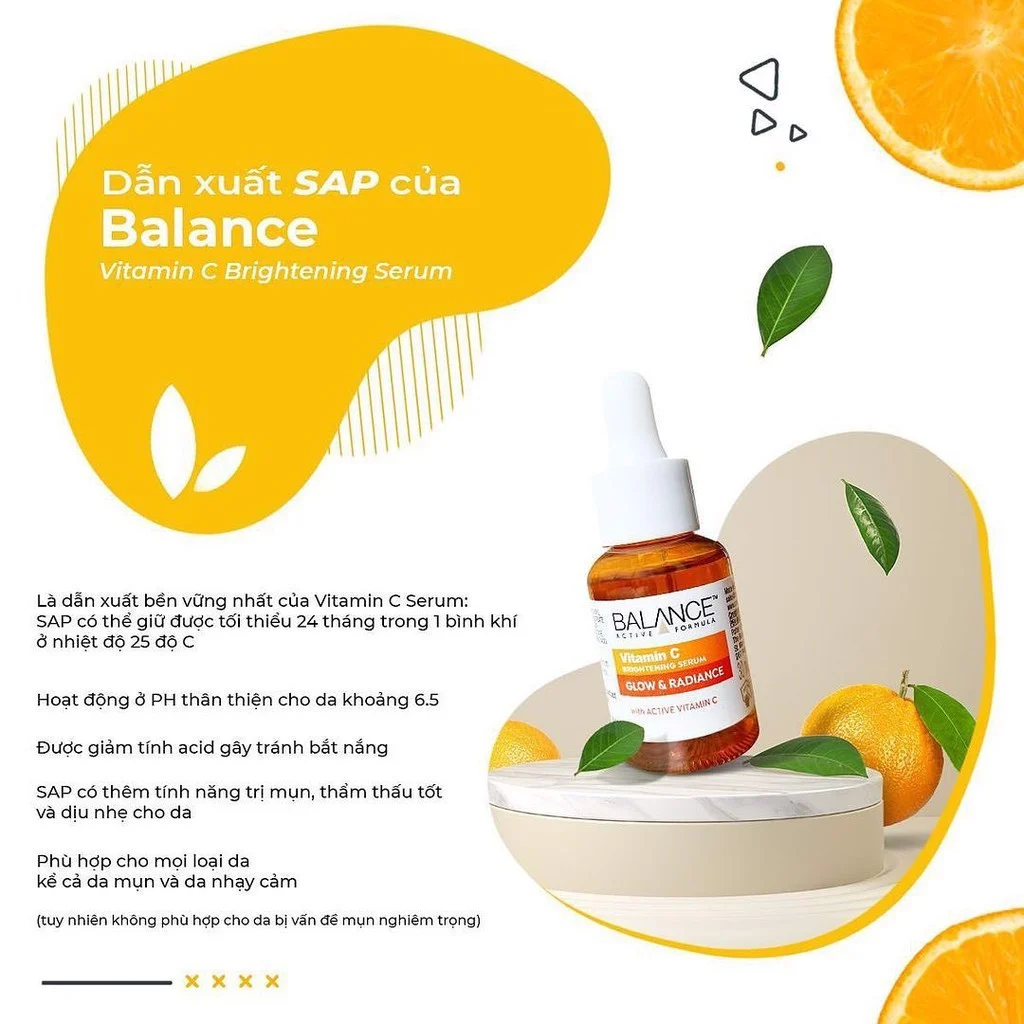 Dẫn xuất SAP của
Balance
Vitamin C Brightening Serum
Là dẫn xuất bền vững nhất của Vitamin C Serum:
SAP có thể giữ được tối thiểu 24 tháng trong 1 bình khí
ở nhiệt độ 25 độ C
Hoạt động ở PH thân thiện cho da khoảng 6.5
Được giảm tính acid gây tránh bắt nắng
SAP có thêm tính năng trị mụn, thẩm thấu tốt
và dịu nhẹ cho da
Phù hợp cho mọi loại da
kể cả da mụn và da nhạy cảm
(tuy nhiên không phù hợp cho da bị vấn đề mụn nghiêm trọng)
BALANCE™
ACTIVE FORMULA
Vitamin C
BRIGHTENING SERUM
GLOW & RADIANCE
with ACTIVE VITAMIN C